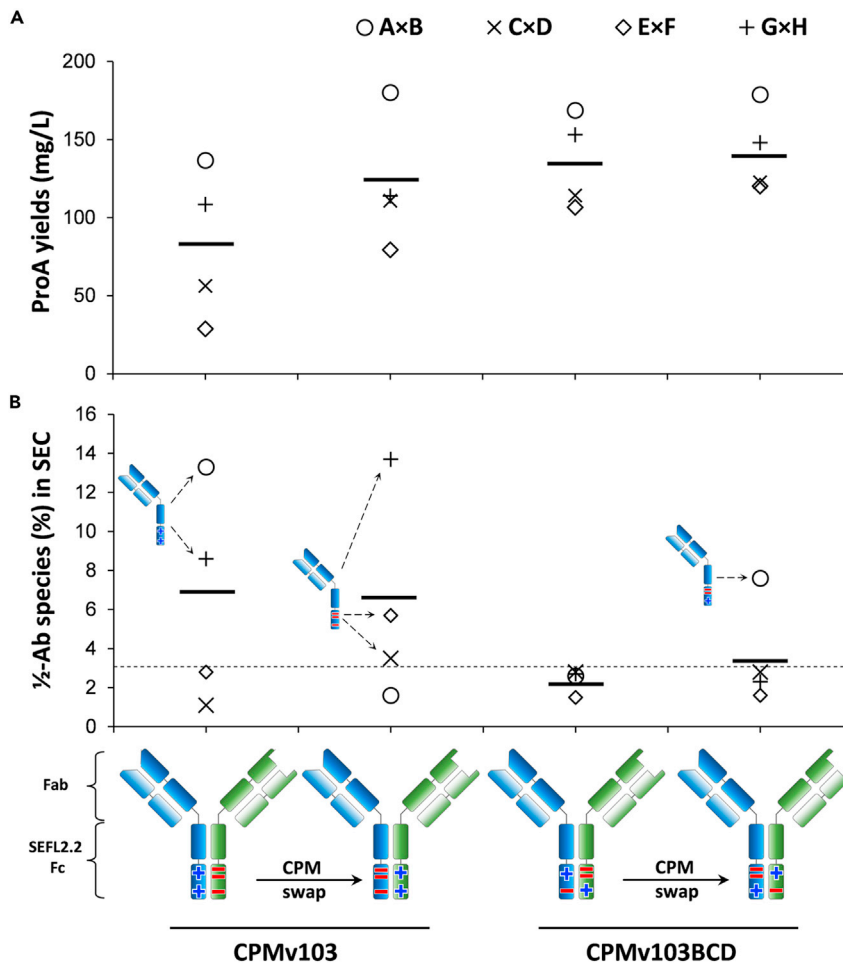 A
○ A×B × C×D ◇ E×F + G×H
ProA yields (mg/L)
200
150
100
50
0
B
½-Ab species (%) in SEC
16
14
12
10
8
6
4
2
0
Fab
SEFL2.2
Fc
CPM
swap
CPM
swap
CPMv103
CPMv103BCD